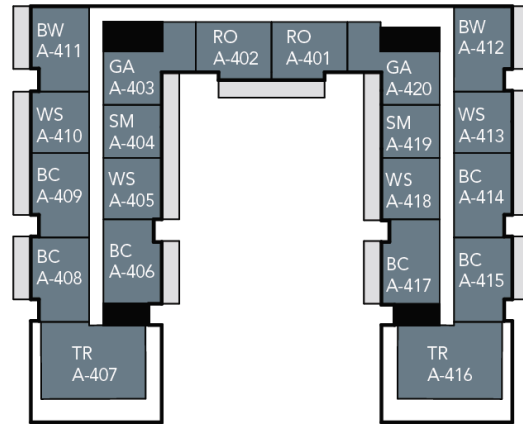 BW
A-411
RO
A-402
RO
A-401
BW
A-412
GA
A-403
GA
A-420
WS
A-410
SM
A-404
SM
A-419
WS
A-413
BC
A-409
WS
A-405
WS
A-418
BC
A-414
BC
A-408
BC
A-406
BC
A-417
BC
A-415
TR
A-407
TR
A-416